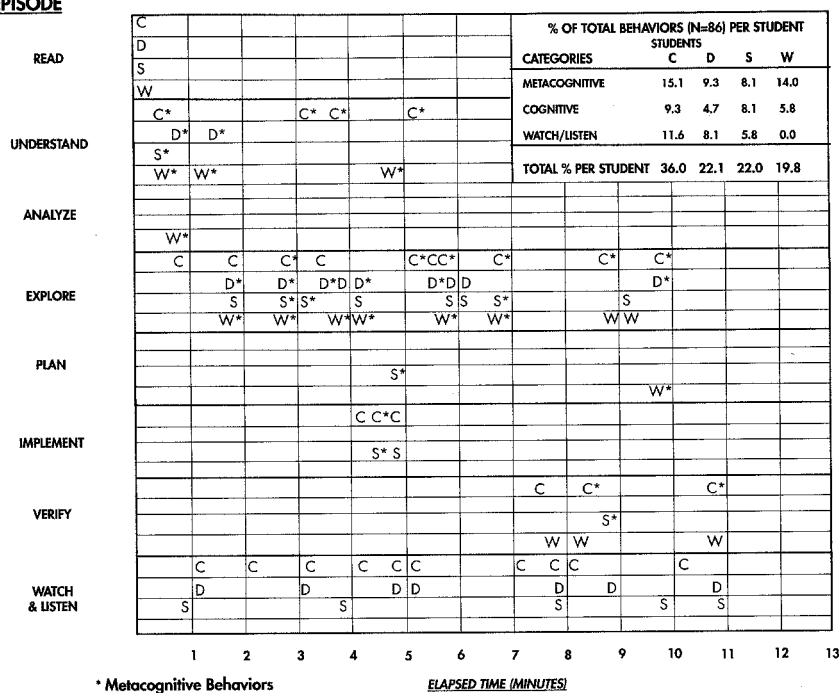 EPISODE
% OF TOTAL BEHAVIORS (N=86) PER STUDENT
STUDENTS
CATEGORIES C D S W
METACOGNITIVE 15.1 9.3 8.1 14.0
COGNITIVE 9.3 4.7 8.1 5.8
WATCH/LISTEN 11.6 8.1 5.8 0.0
TOTAL % PER STUDENT 36.0 22.1 22.0 19.8
READ
C
D
S
W
UNDERSTAND
C* C* C* C*
D* D*
S*
W* W* W*
ANALYZE
W*
EXPLORE
C C C* C C*CC* C* C* C*
D* D* D*D D* D*D D D*
S S* S* S S S S* S
W* W* W* W* W* W* W W
PLAN
S*
W*
IMPLEMENT
C C*C
S* S
VERIFY
C C* C*
S*
W W W
WATCH
& LISTEN
C C C C C C C C C C
D D D D D D D
S S S S S
1 2 3 4 5 6 7 8 9 10 11 12 13
* Metacognitive Behaviors
ELAPSED TIME (MINUTES)